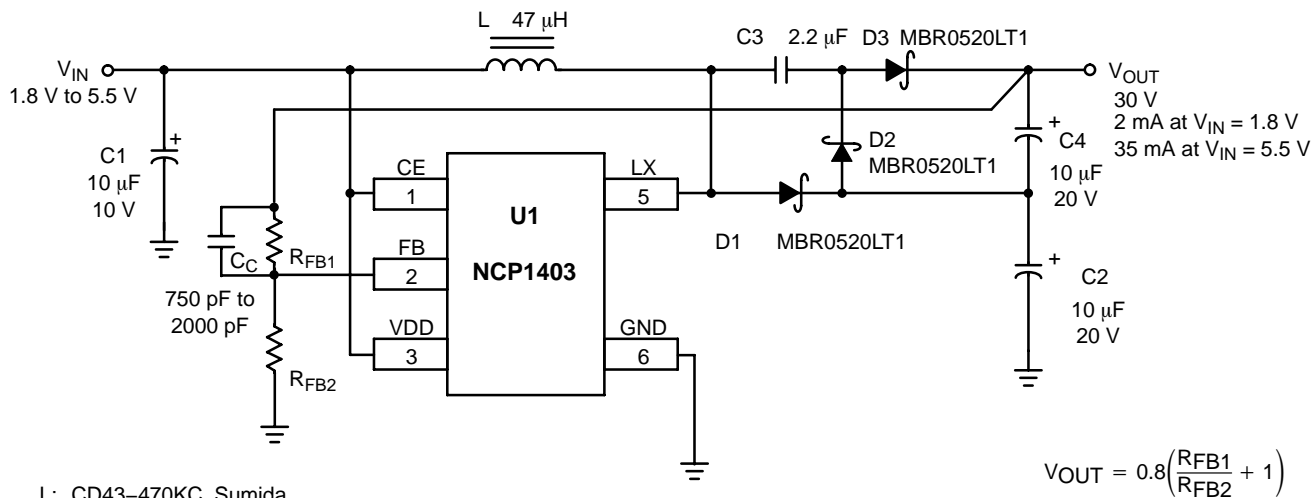 L 47 μH
C3 2.2 μF D3 MBR0520LT1
VIN
1.8 V to 5.5 V
VOUT
30 V
2 mA at VIN = 1.8 V
35 mA at VIN = 5.5 V
+
C1
10 μF
10 V
D2
MBR0520LT1
+
C4
10 μF
20 V
CE
1
LX
5
U1
NCP1403
D1 MBR0520LT1
CC
RFB1
FB
2
750 pF to
2000 pF
+
C2
10 μF
20 V
VDD
3
GND
6
RFB2
VOUT = 0.8(RFB1/RFB2 + 1)
L: CD43–470KC, Sumida